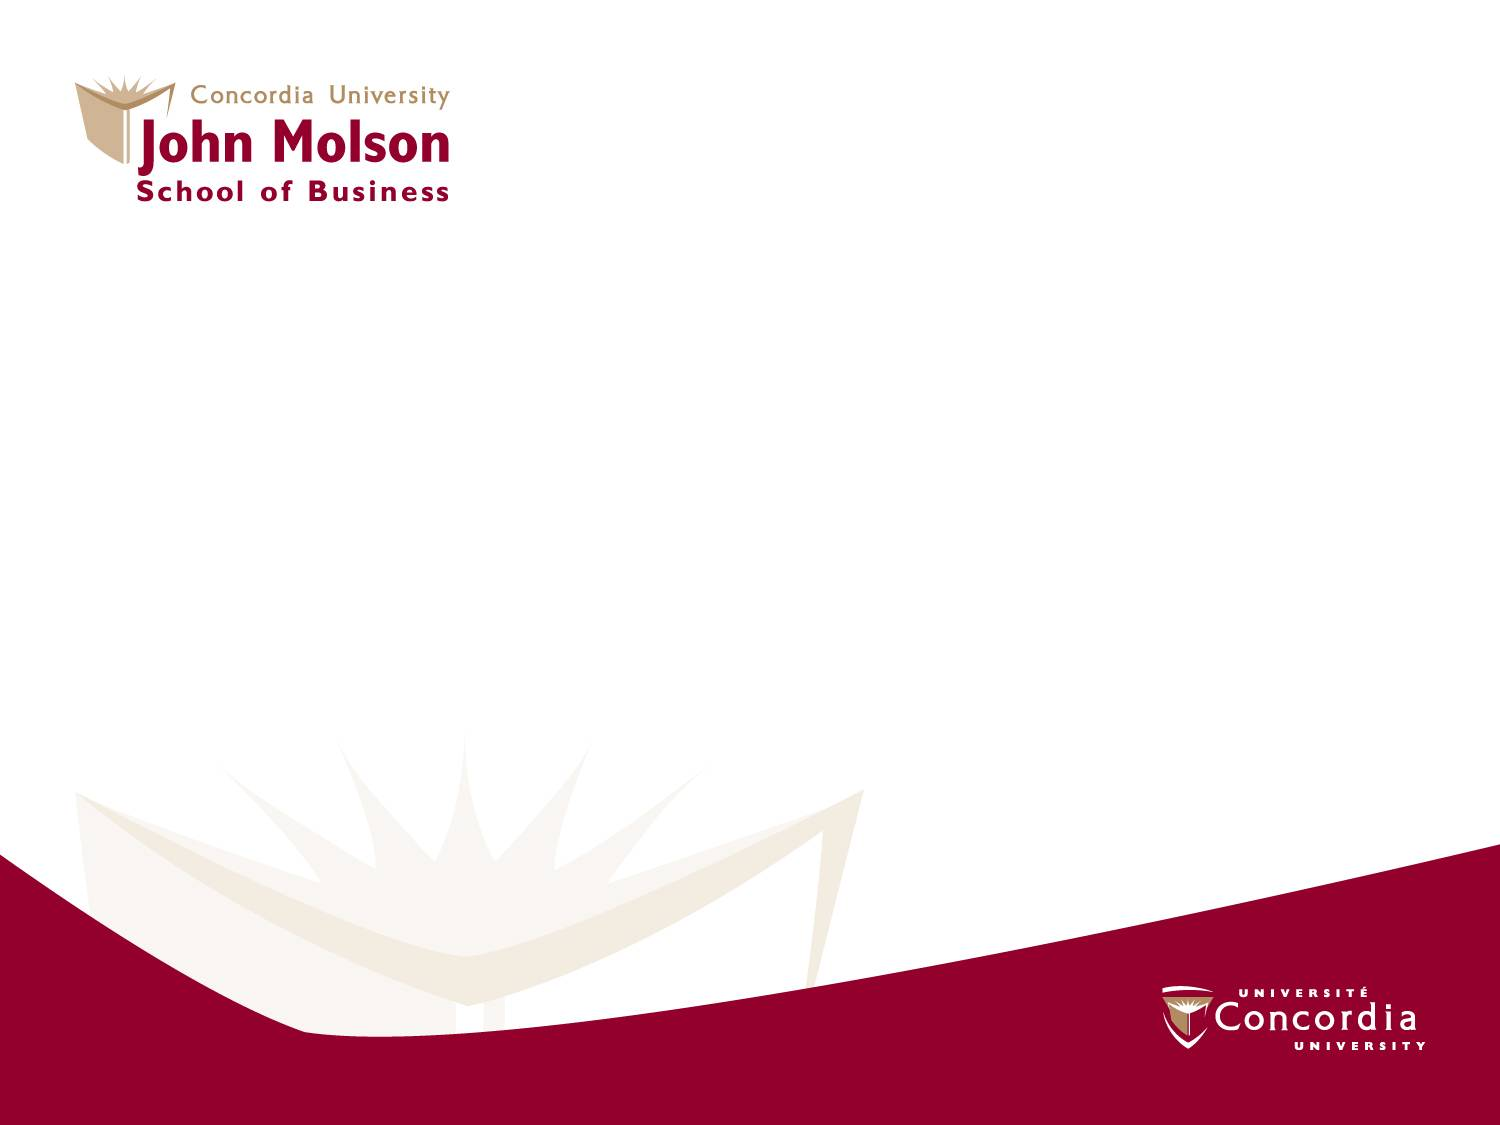 Concordia University
John Molson
School of Business
UNIVERSITÉ
Concordia
UNIVERSITY